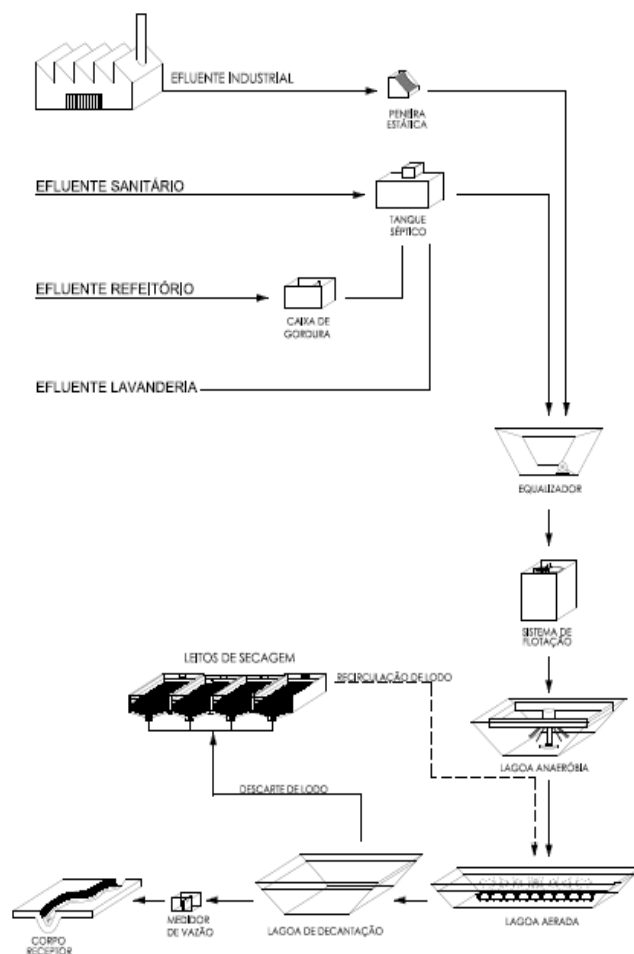 EFLUENTE INDUSTRIAL
PENEIRA
ESTÁTICA
EFLUENTE SANITÁRIO
TANQUE
SÉPTICO
EFLUENTE REFEITÓRIO
CAIXA DE
GORDURA
EFLUENTE LAVANDERIA
EQUALIZADOR
SISTEMA DE
FLOTAÇÃO
LEITOS DE SECAGEM
RECIRCULAÇÃO DE LODO
LAGOA ANAERÓBIA
DESCARTE DE LODO
LAGOA AERADA
LAGOA DE DECANTAÇÃO
MEDIDOR
DE VAZÃO
CORPO
RECEPTOR